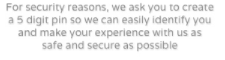 For security reasons, we ask you to create
a 5 digit pin so we can easily identify you
and make your experience with us as
safe and secure as possible